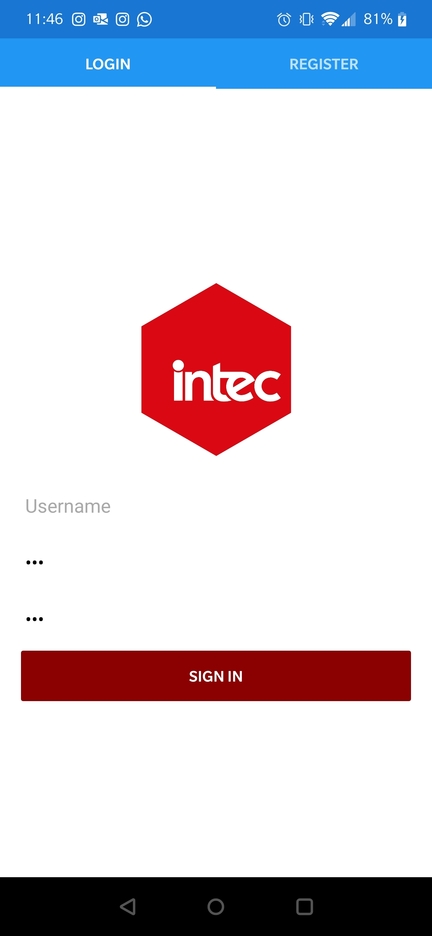 11:46 81%
LOGIN REGISTER
intec
Username
•••
•••
SIGN IN